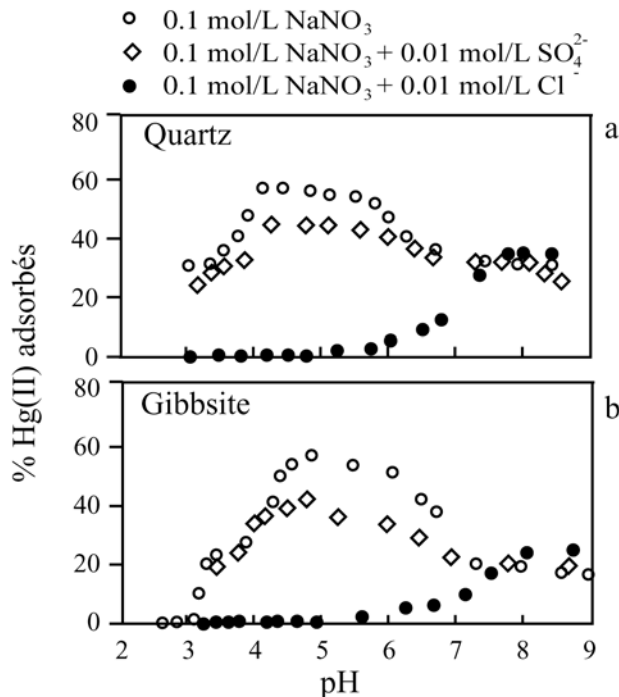 0.1 mol/L NaNO₃
0.1 mol/L NaNO₃ + 0.01 mol/L SO₄²⁻
0.1 mol/L NaNO₃ + 0.01 mol/L Cl⁻
80
Quartz
a
60
40
20
0
80
Gibbsite
b
60
40
20
0
% Hg(II) adsorbés
2 3 4 5 6 7 8 9
pH